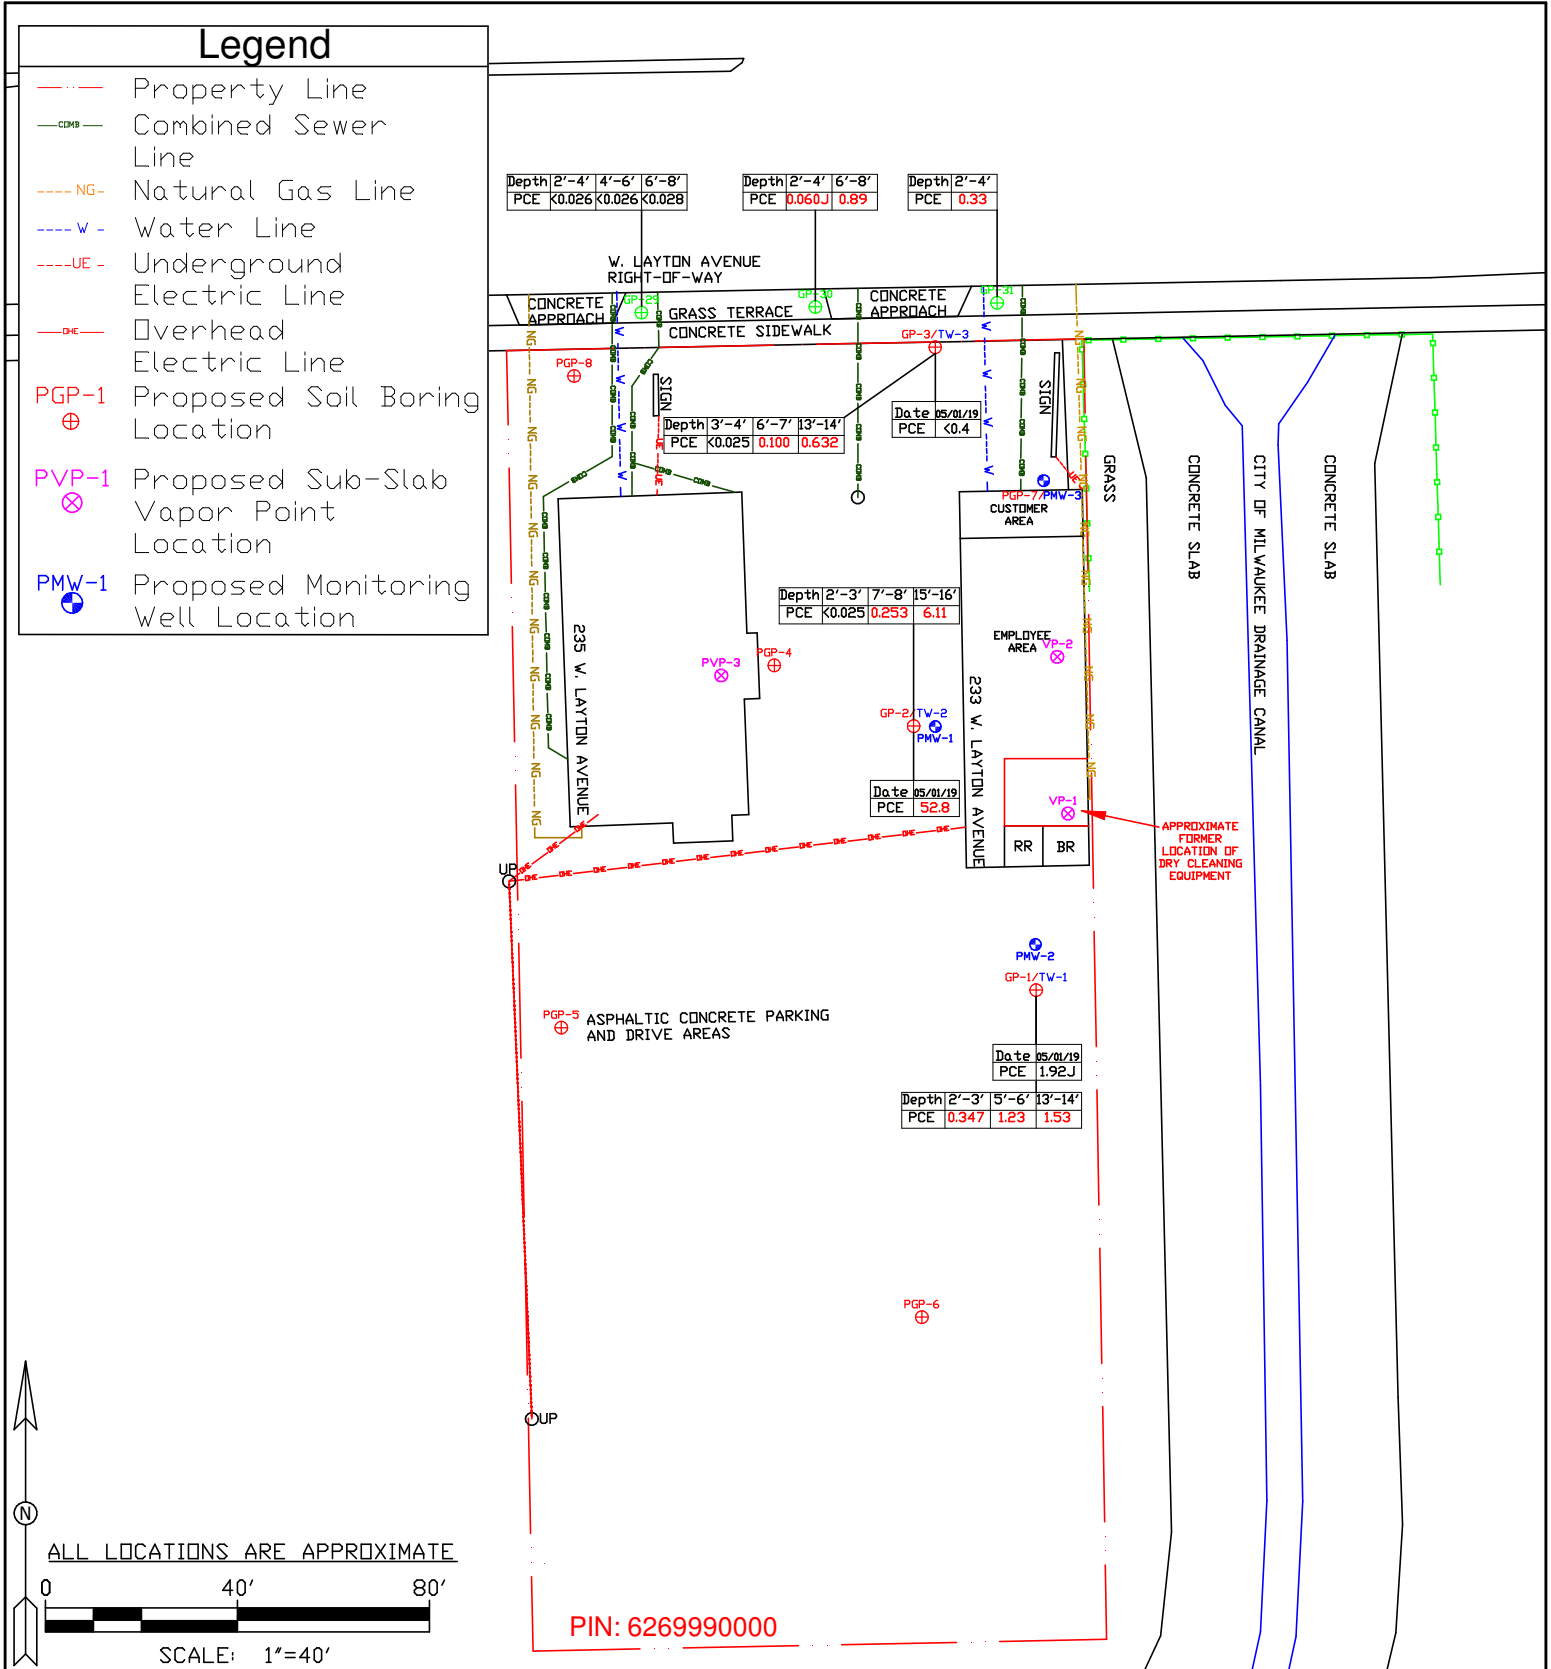 Legend
Property Line
COMB
Combined Sewer
Line
NG
Natural Gas Line
W
Water Line
UE
Underground
Electric Line
OHE
Overhead
Electric Line
PGP-1
Proposed Soil Boring
Location
PVP-1
Proposed Sub-Slab
Vapor Point
Location
PMW-1
Proposed Monitoring
Well Location
Depth 2'-4' 4'-6' 6'-8'
PCE <0.026 <0.026 <0.028
Depth 2'-4' 6'-8'
PCE 0.060J 0.89
Depth 2'-4'
PCE 0.33
W. LAYTON AVENUE
RIGHT-OF-WAY
CONCRETE
APPROACH
GP-29
GRASS TERRACE
GP-30
CONCRETE
APPROACH
GP-31
CONCRETE SIDEWALK
GP-3/TW-3
PGP-8
SIGN
SIGN
Depth 3'-4' 6'-7' 13'-14'
PCE <0.025 0.100 0.632
Date 05/01/19
PCE <0.4
PGP-7/PMW-3
CUSTOMER
AREA
GRASS
CONCRETE SLAB
CITY OF MILWAUKEE DRAINAGE CANAL
CONCRETE SLAB
Depth 2'-3' 7'-8' 15'-16'
PCE <0.025 0.253 6.11
235 W. LAYTON AVENUE
PVP-3
PGP-4
EMPLOYEE
AREA
VP-2
GP-2/TW-2
PMW-1
233 W. LAYTON AVENUE
Date 05/01/19
PCE 52.8
VP-1
APPROXIMATE
FORMER
LOCATION OF
DRY CLEANING
EQUIPMENT
RR
BR
UP
PMW-2
GP-1/TW-1
PGP-5
ASPHALTIC CONCRETE PARKING
AND DRIVE AREAS
Date 05/01/19
PCE 1.92J
Depth 2'-3' 5'-6' 13'-14'
PCE 0.347 1.23 1.53
PGP-6
UP
N
ALL LOCATIONS ARE APPROXIMATE
0 40' 80'
SCALE: 1"=40'
PIN: 6269990000